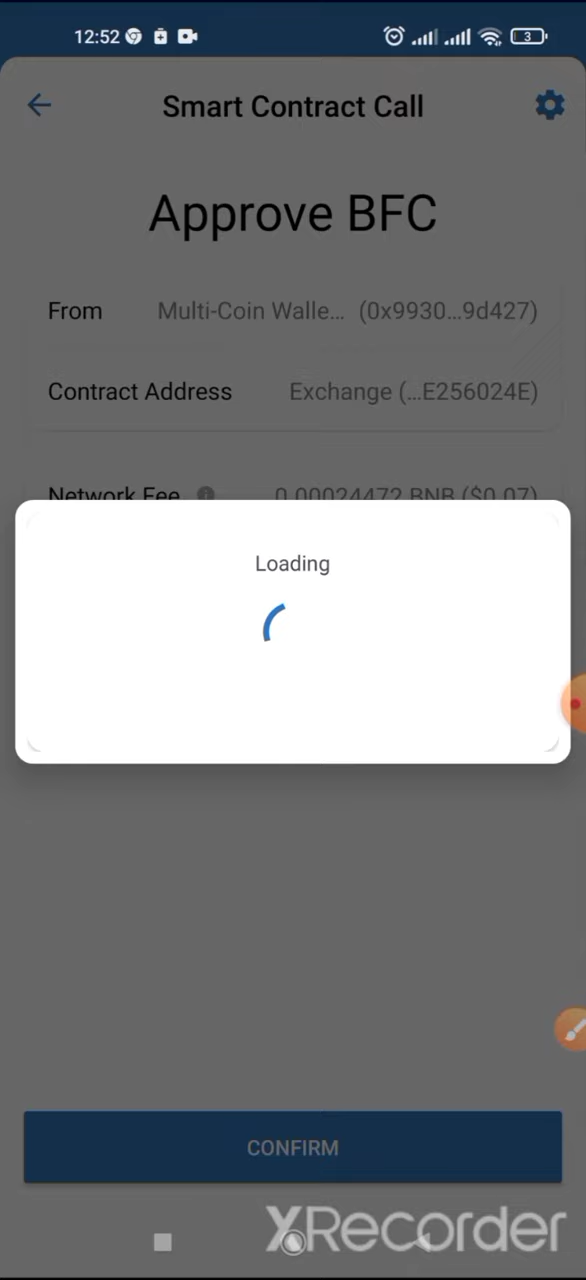 12:52
3
Smart Contract Call
Approve BFC
From Multi-Coin Walle... (0x9930...9d427)
Contract Address Exchange (...E256024E)
Network Fee 0.00024472 BNB ($0.07)
Loading
CONFIRM
XRecorder